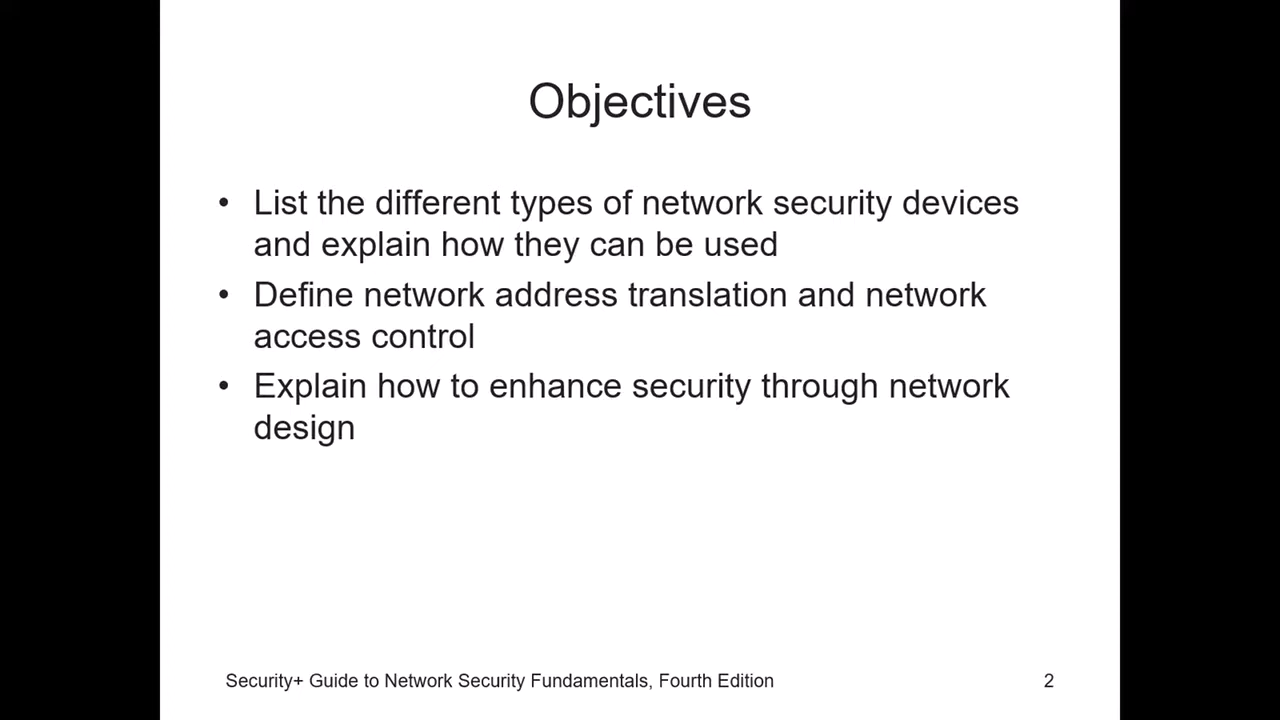 Objectives
• List the different types of network security devices
and explain how they can be used
• Define network address translation and network
access control
• Explain how to enhance security through network
design
Security+ Guide to Network Security Fundamentals, Fourth Edition
2